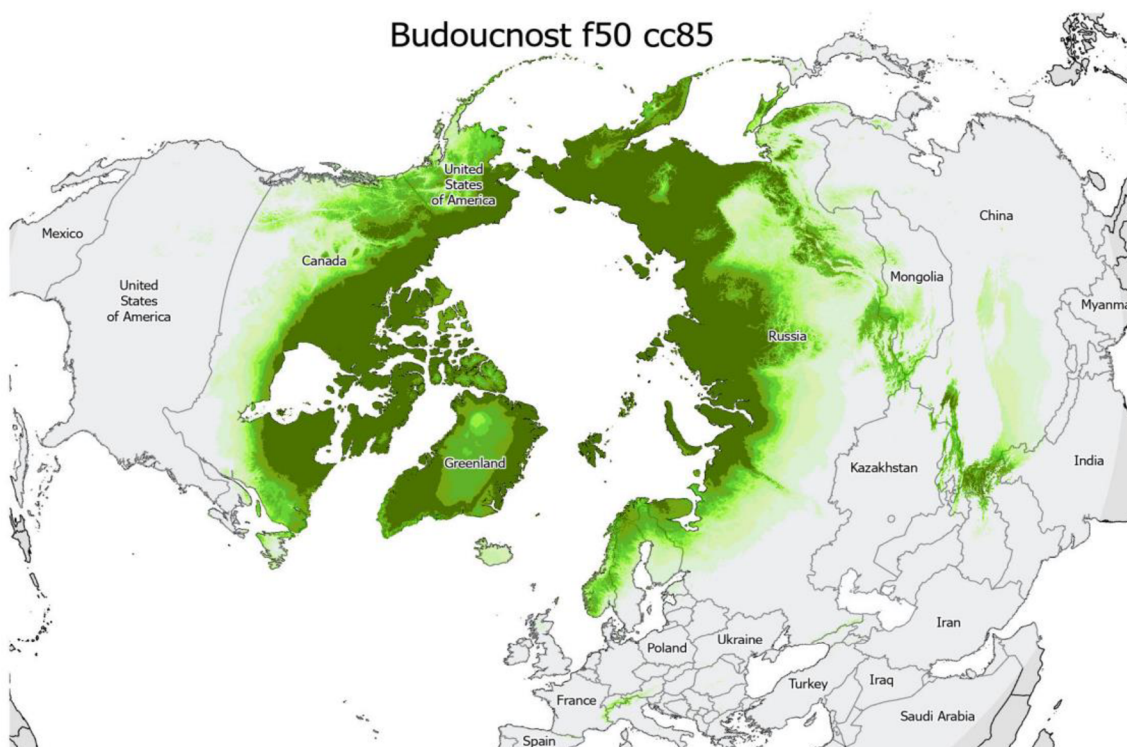 Budoucnost f50 cc85
United
States
of America
Mexico
Canada
China
Mongolia
United
States
of America
Myanma
Russia
Greenland
Kazakhstan
India
Iran
Poland
Ukraine
France
Turkey
Iraq
Saudi Arabia
Spain